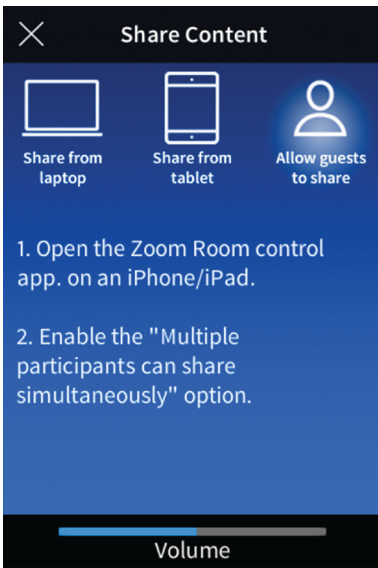 Share Content
Share from
laptop
Share from
tablet
Allow guests
to share
1. Open the Zoom Room control
app. on an iPhone/iPad.
2. Enable the "Multiple
participants can share
simultaneously" option.
Volume